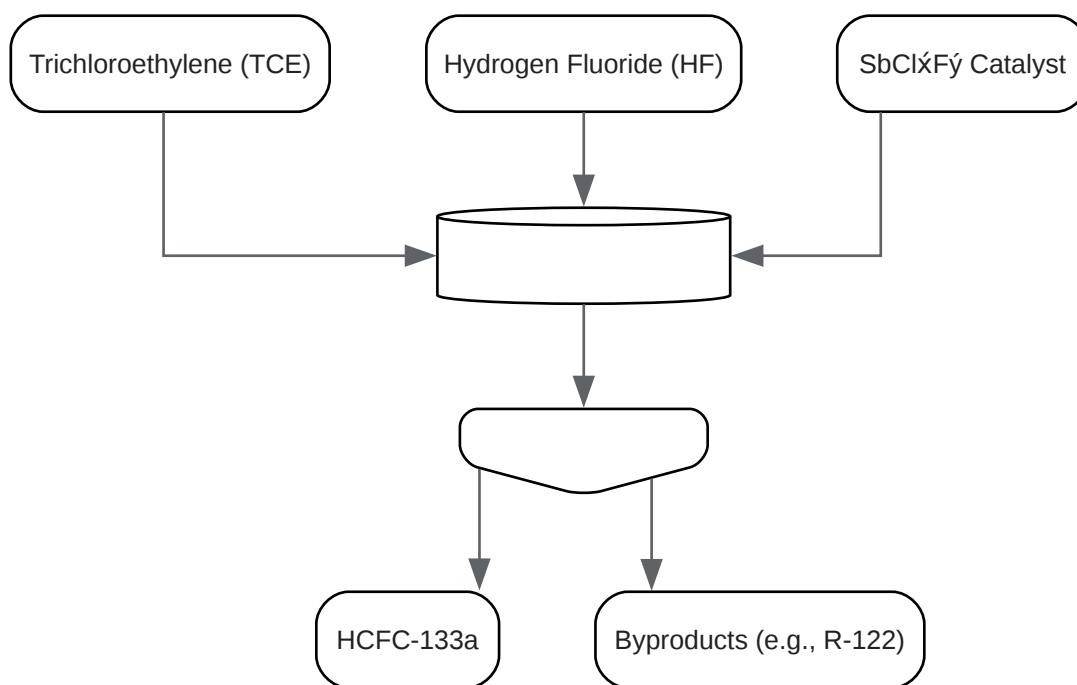 Trichloroethylene (TCE)
Hydrogen Fluoride (HF)
SbClx́Fý Catalyst
HCFC-133a
Byproducts (e.g., R-122)